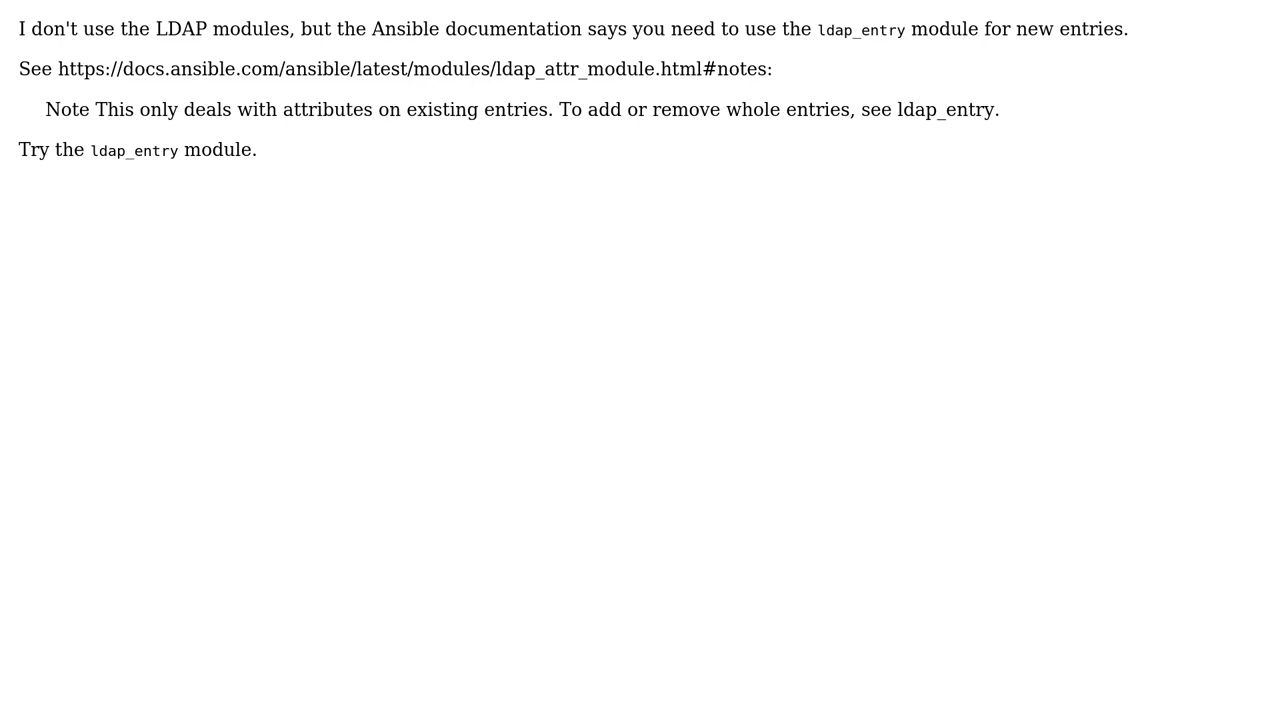 I don't use the LDAP modules, but the Ansible documentation says you need to use the ldap_entry module for new entries.
See https://docs.ansible.com/ansible/latest/modules/ldap_attr_module.html#notes:
Note This only deals with attributes on existing entries. To add or remove whole entries, see ldap_entry.
Try the ldap_entry module.